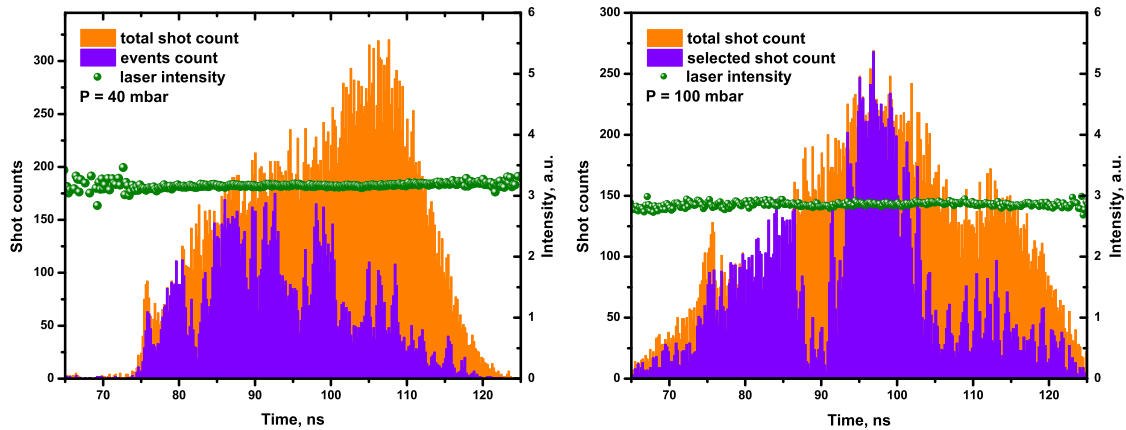 total shot count
events count
laser intensity
P = 40 mbar
Shot counts
0
50
100
150
200
250
300
70
80
90
100
110
120
Time, ns
0
1
2
3
4
5
6
Intensity, a.u.
total shot count
selected shot count
laser intensity
P = 100 mbar
Shot counts
0
50
100
150
200
250
300
70
80
90
100
110
120
Time, ns
0
1
2
3
4
5
6
Intensity, a.u.